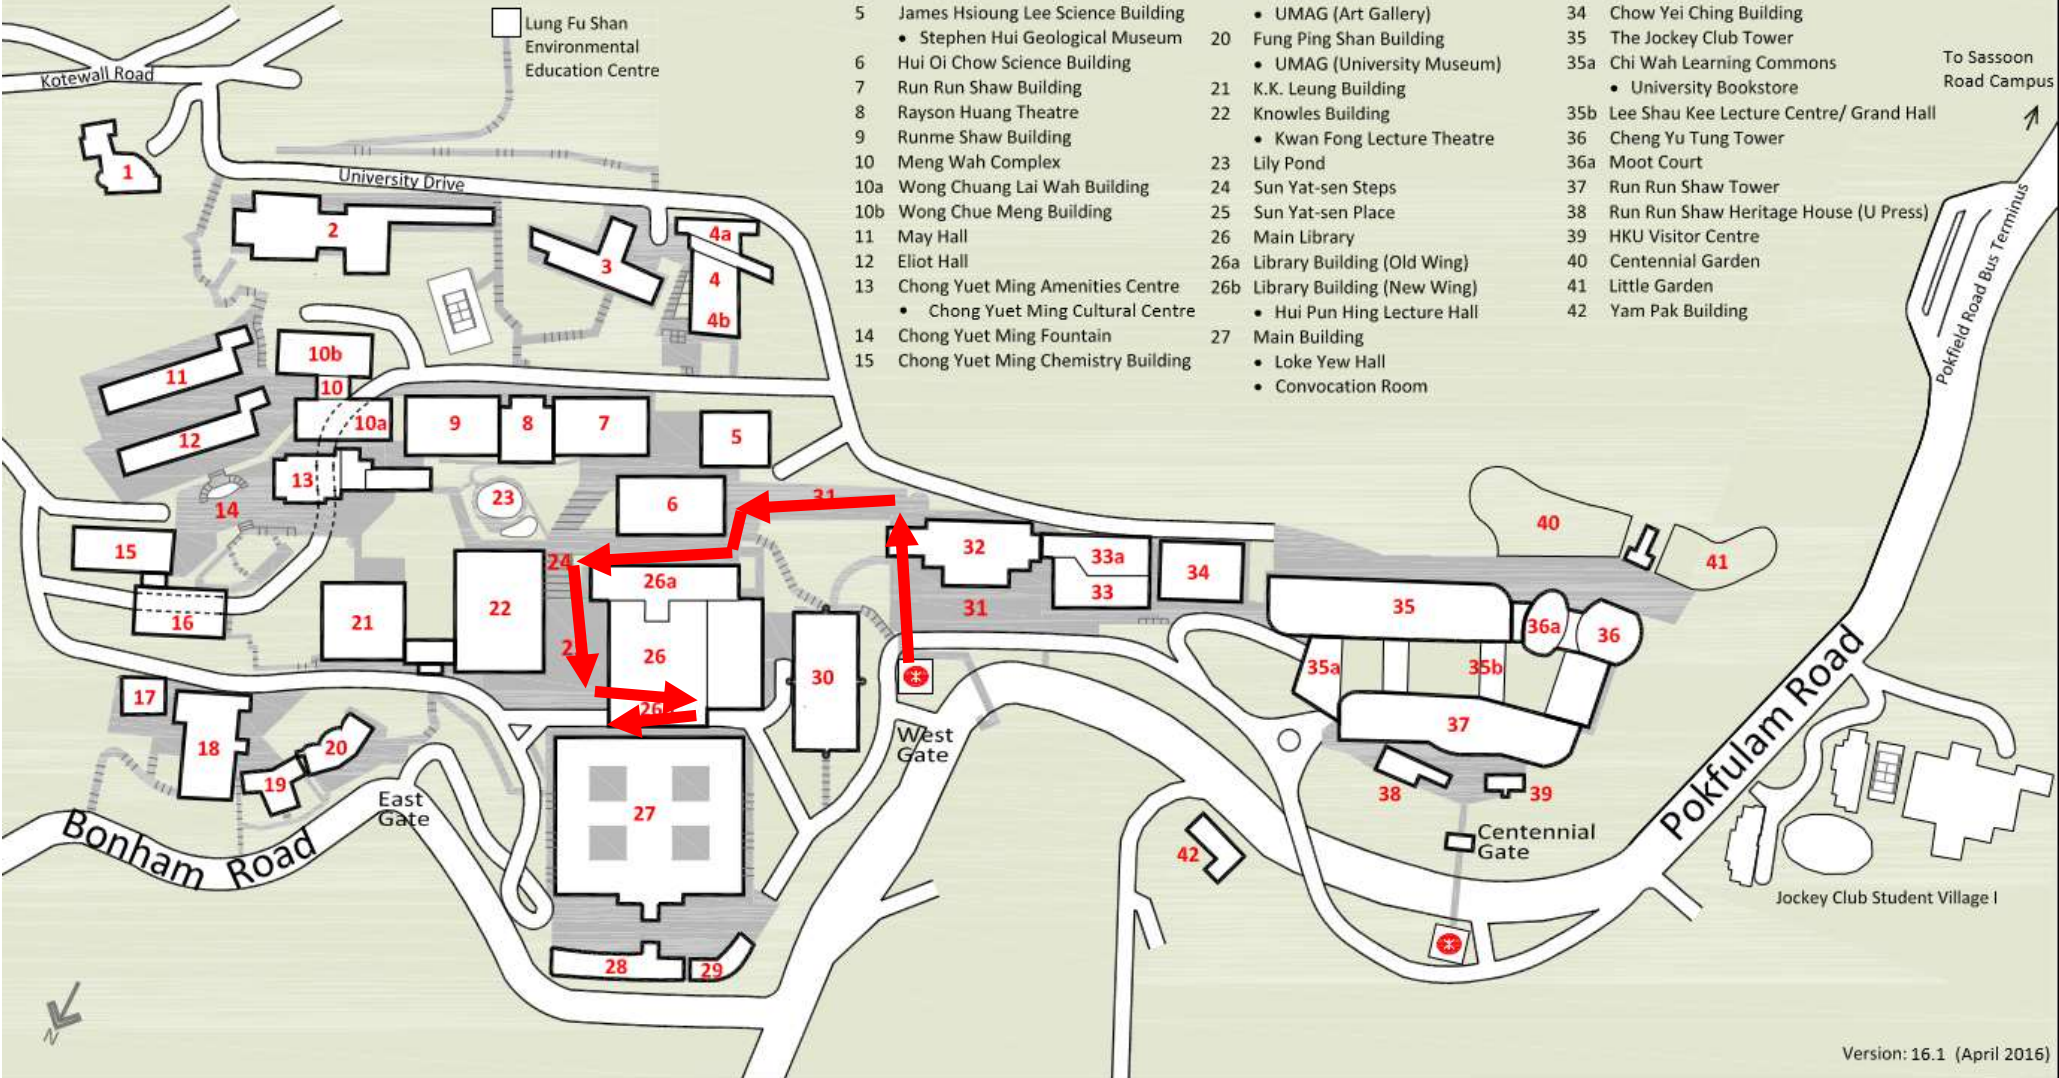 Lung Fu Shan
Environmental
Education Centre
5 James Hsioung Lee Science Building
• Stephen Hui Geological Museum
6 Hui Oi Chow Science Building
7 Run Run Shaw Building
8 Rayson Huang Theatre
9 Runme Shaw Building
10 Meng Wah Complex
10a Wong Chuang Lai Wah Building
10b Wong Chue Meng Building
11 May Hall
12 Eliot Hall
13 Chong Yuet Ming Amenities Centre
• Chong Yuet Ming Cultural Centre
14 Chong Yuet Ming Fountain
15 Chong Yuet Ming Chemistry Building
• UMAG (Art Gallery)
20 Fung Ping Shan Building
• UMAG (University Museum)
21 K.K. Leung Building
22 Knowles Building
• Kwan Fong Lecture Theatre
23 Lily Pond
24 Sun Yat-sen Steps
25 Sun Yat-sen Place
26 Main Library
26a Library Building (Old Wing)
26b Library Building (New Wing)
• Hui Pun Hing Lecture Hall
27 Main Building
• Loke Yew Hall
• Convocation Room
34 Chow Yei Ching Building
35 The Jockey Club Tower
35a Chi Wah Learning Commons
• University Bookstore
35b Lee Shau Kee Lecture Centre/ Grand Hall
36 Cheng Yu Tung Tower
36a Moot Court
37 Run Run Shaw Tower
38 Run Run Shaw Heritage House (U Press)
39 HKU Visitor Centre
40 Centennial Garden
41 Little Garden
42 Yam Pak Building
To Sassoon
Road Campus
Kotewall Road
University Drive
Pokfield Road Bus Terminus
1
2
3
4a
4
4b
10b
11
10
10a
9
8
7
5
12
13
23
6
31
14
40
15
24
26a
32
33a
34
41
33
31
35
22
21
16
36a
36
26
30
35a
35b
17
26
37
18
20
19
27
West
Gate
East
Gate
38
39
Centennial
Gate
42
28
29
Bonham Road
Pokfulam Road
Jockey Club Student Village I
N
Version: 16.1 (April 2016)